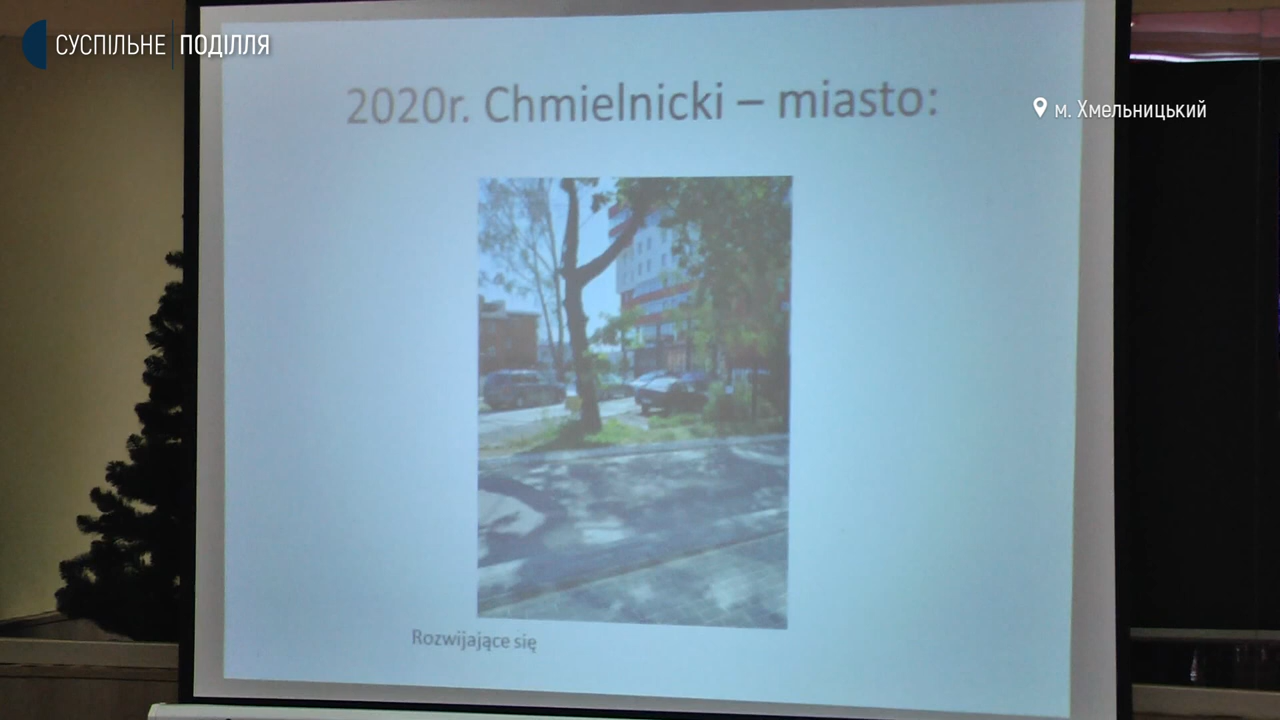 СУСПІЛЬНЕ ПОДІЛЛЯ
2020r. Chmielnicki – miasto:
м. Хмельницький
Rozwijające się